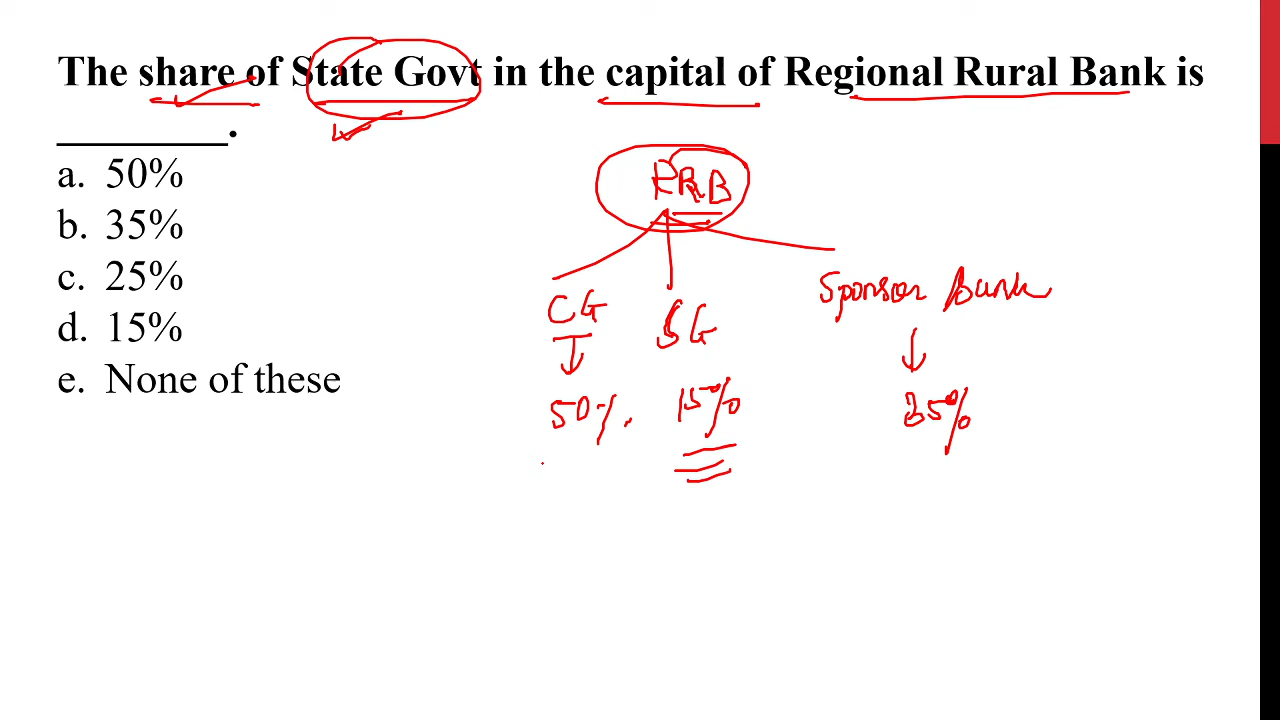 The share of State Govt in the capital of Regional Rural Bank is
________.
a. 50%
b. 35%
c. 25%
d. 15%
e. None of these
RRB
CG SG Sponsor Bank
50% 15% 35%